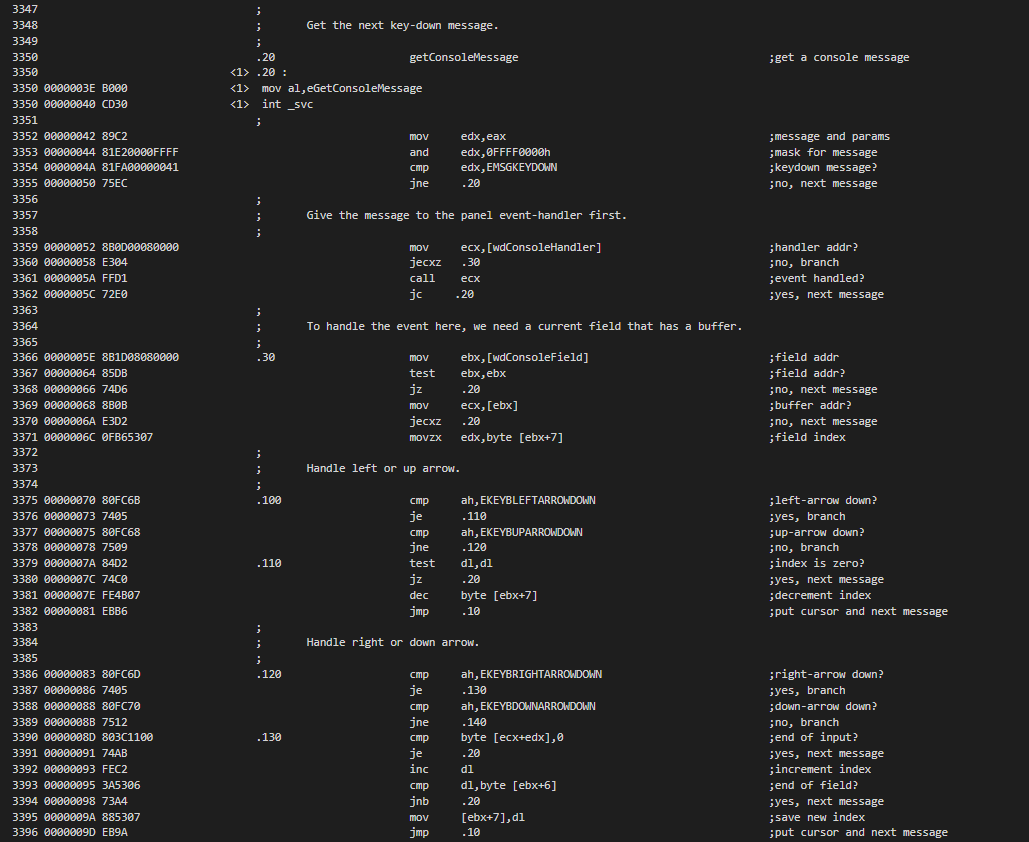 3347 ;
3348 ; Get the next key-down message.
3349 ;
3350 .20 getConsoleMessage ;get a console message
3350 <1> .20 :
3350 0000003E B000 <1> mov al,eGetConsoleMessage
3350 00000040 CD30 <1> int _svc
3351 ;
3352 00000042 89C2 mov edx,eax ;message and params
3353 00000044 81E20000FFFF and edx,0FFFF0000h ;mask for message
3354 0000004A 81FA00000041 cmp edx,EMSGKEYDOWN ;keydown message?
3355 00000050 75EC jne .20 ;no, next message
3356 ;
3357 ; Give the message to the panel event-handler first.
3358 ;
3359 00000052 8B0D00080000 mov ecx,[wdConsoleHandler] ;handler addr?
3360 00000058 E304 jecxz .30 ;no, branch
3361 0000005A FFD1 call ecx ;event handled?
3362 0000005C 72E0 jc .20 ;yes, next message
3363 ;
3364 ; To handle the event here, we need a current field that has a buffer.
3365 ;
3366 0000005E 8B1D08080000 .30 mov ebx,[wdConsoleField] ;field addr
3367 00000064 85DB test ebx,ebx ;field addr?
3368 00000066 74D6 jz .20 ;no, next message
3369 00000068 8B0B mov ecx,[ebx] ;buffer addr?
3370 0000006A E3D2 jecxz .20 ;no, next message
3371 0000006C 0FB65307 movzx edx,byte [ebx+7] ;field index
3372 ;
3373 ; Handle left or up arrow.
3374 ;
3375 00000070 80FC6B .100 cmp ah,EKEYBLEFTARROWDOWN ;left-arrow down?
3376 00000073 7405 je .110 ;yes, branch
3377 00000075 80FC68 cmp ah,EKEYBUPARROWDOWN ;up-arrow down?
3378 00000078 7509 jne .120 ;no, branch
3379 0000007A 84D2 .110 test dl,dl ;index is zero?
3380 0000007C 74C0 jz .20 ;yes, next message
3381 0000007E FE4B07 dec byte [ebx+7] ;decrement index
3382 00000081 EBB6 jmp .10 ;put cursor and next message
3383 ;
3384 ; Handle right or down arrow.
3385 ;
3386 00000083 80FC6D .120 cmp ah,EKEYBRIGHTARROWDOWN ;right-arrow down?
3387 00000086 7405 je .130 ;yes, branch
3388 00000088 80FC70 cmp ah,EKEYBDOWNARROWDOWN ;down-arrow down?
3389 0000008B 7512 jne .140 ;no, branch
3390 0000008D 803C1100 .130 cmp byte [ecx+edx],0 ;end of input?
3391 00000091 74AB je .20 ;yes, next message
3392 00000093 FEC2 inc dl ;increment index
3393 00000095 3A5306 cmp dl,byte [ebx+6] ;end of field?
3394 00000098 73A4 jnb .20 ;yes, next message
3395 0000009A 885307 mov [ebx+7],dl ;save new index
3396 0000009D EB9A jmp .10 ;put cursor and next message